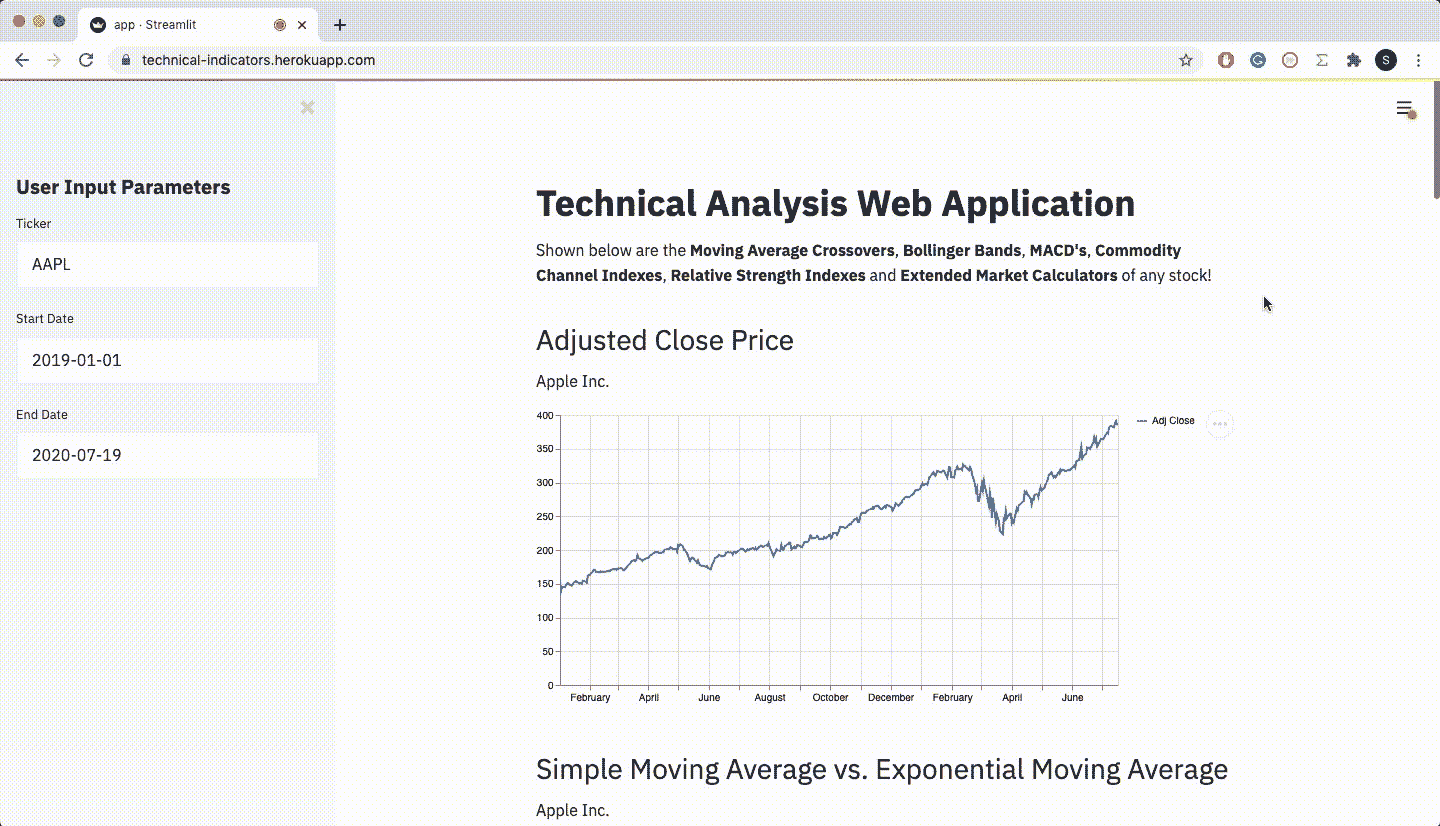 app · Streamlit
technical-indicators.herokuapp.com
S
User Input Parameters
Ticker
AAPL
Start Date
2019-01-01
End Date
2020-07-19
Technical Analysis Web Application
Shown below are the Moving Average Crossovers, Bollinger Bands, MACD's, Commodity
Channel Indexes, Relative Strength Indexes and Extended Market Calculators of any stock!
Adjusted Close Price
Apple Inc.
400
350
300
250
200
150
100
50
0
February April June August October December February April June
Adj Close
Simple Moving Average vs. Exponential Moving Average
Apple Inc.